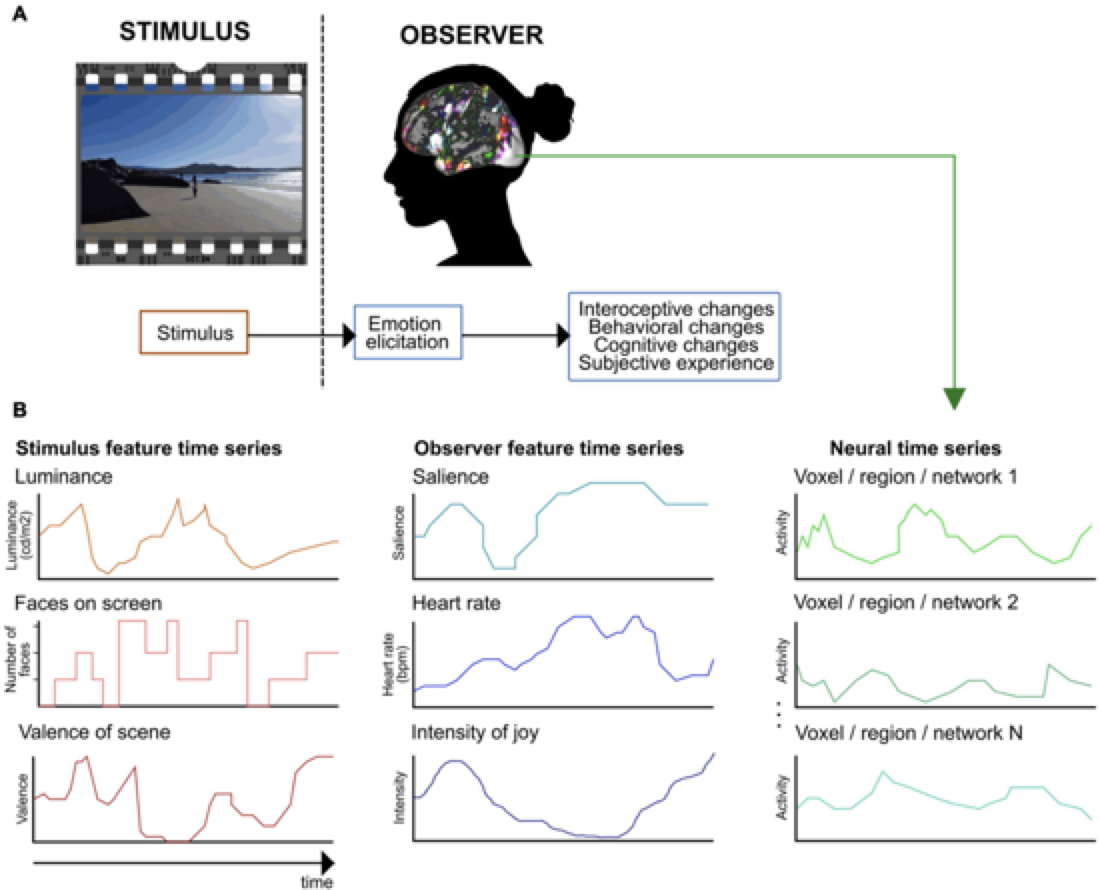 A
STIMULUS
OBSERVER
Stimulus
Emotion
elicitation
Interoceptive changes
Behavioral changes
Cognitive changes
Subjective experience
B
Stimulus feature time series
Luminance
Luminance
(cd/m2)
Faces on screen
Number of
faces
Valence of scene
Valence
time
Observer feature time series
Salience
Salience
Heart rate
Heart rate
(bpm)
Intensity of joy
Intensity
Neural time series
Voxel / region / network 1
Activity
Voxel / region / network 2
Activity
Voxel / region / network N
Activity